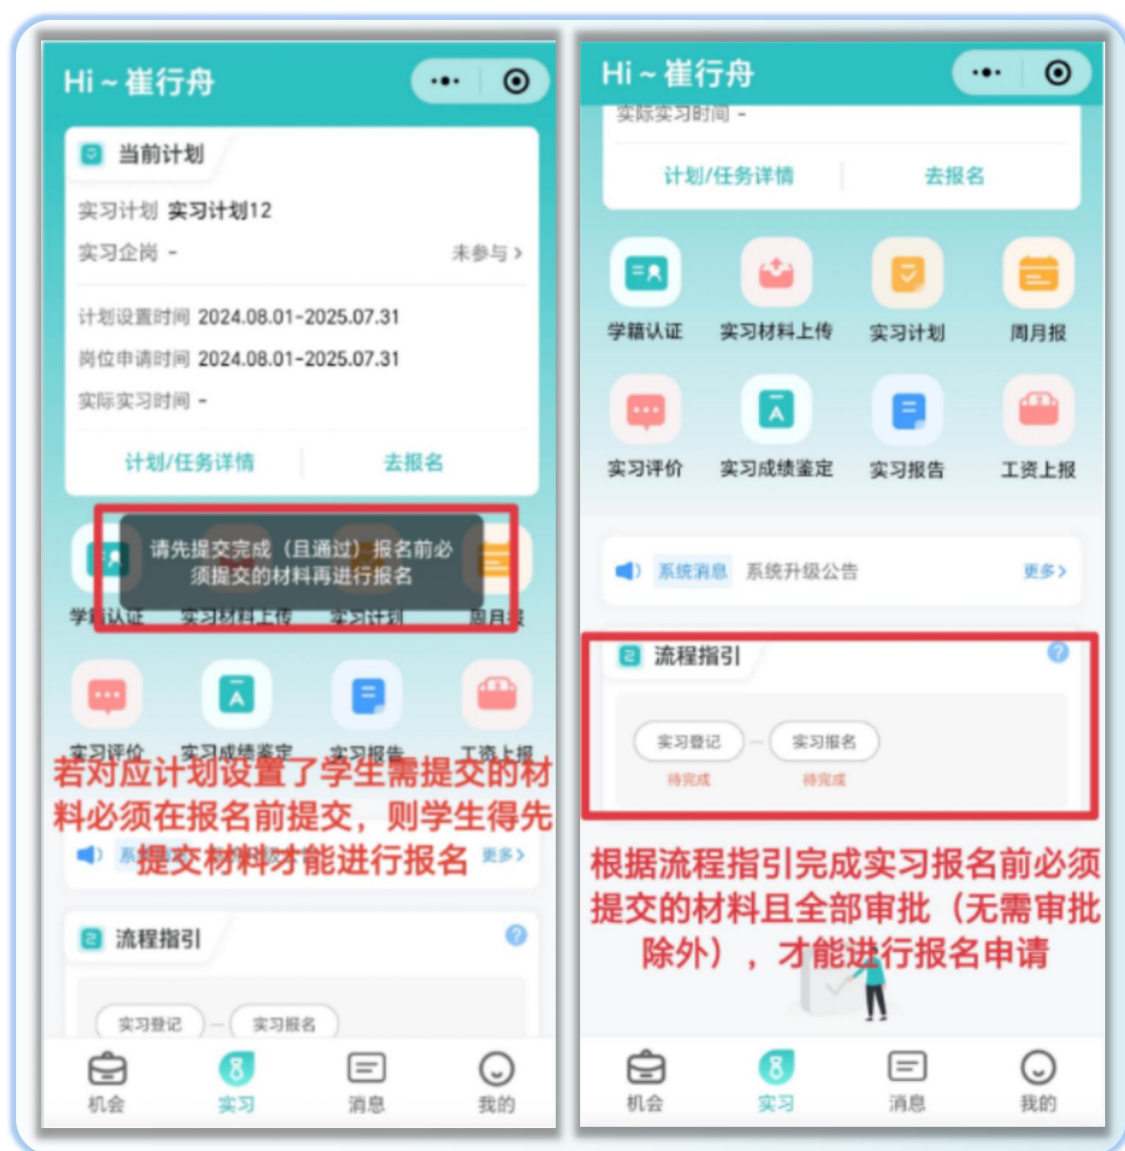 Hi ~ 崔行舟
当前计划
实习计划 实习计划12
实习企岗 - 未参与 >
计划设置时间 2024.08.01-2025.07.31
岗位申请时间 2024.08.01-2025.07.31
实际实习时间 -
计划/任务详情 去报名
请先提交完成（且通过）报名前必
须提交的材料再进行报名
学籍认证 实习材料上传 实习计划 周月报
实习评价 实习成绩鉴定 实习报告 工资上报
若对应计划设置了学生需提交的材
料必须在报名前提交，则学生得先
提交材料才能进行报名
更多 >
流程指引
实习登记 实习报名
机会 实习 消息 我的
Hi ~ 崔行舟
实际实习时间 -
计划/任务详情 去报名
学籍认证 实习材料上传 实习计划 周月报
实习评价 实习成绩鉴定 实习报告 工资上报
系统消息 系统升级公告 更多 >
流程指引
实习登记 实习报名
待完成 待完成
根据流程指引完成实习报名前必须
提交的材料且全部审批（无需审批
除外），才能进行报名申请
机会 实习 消息 我的